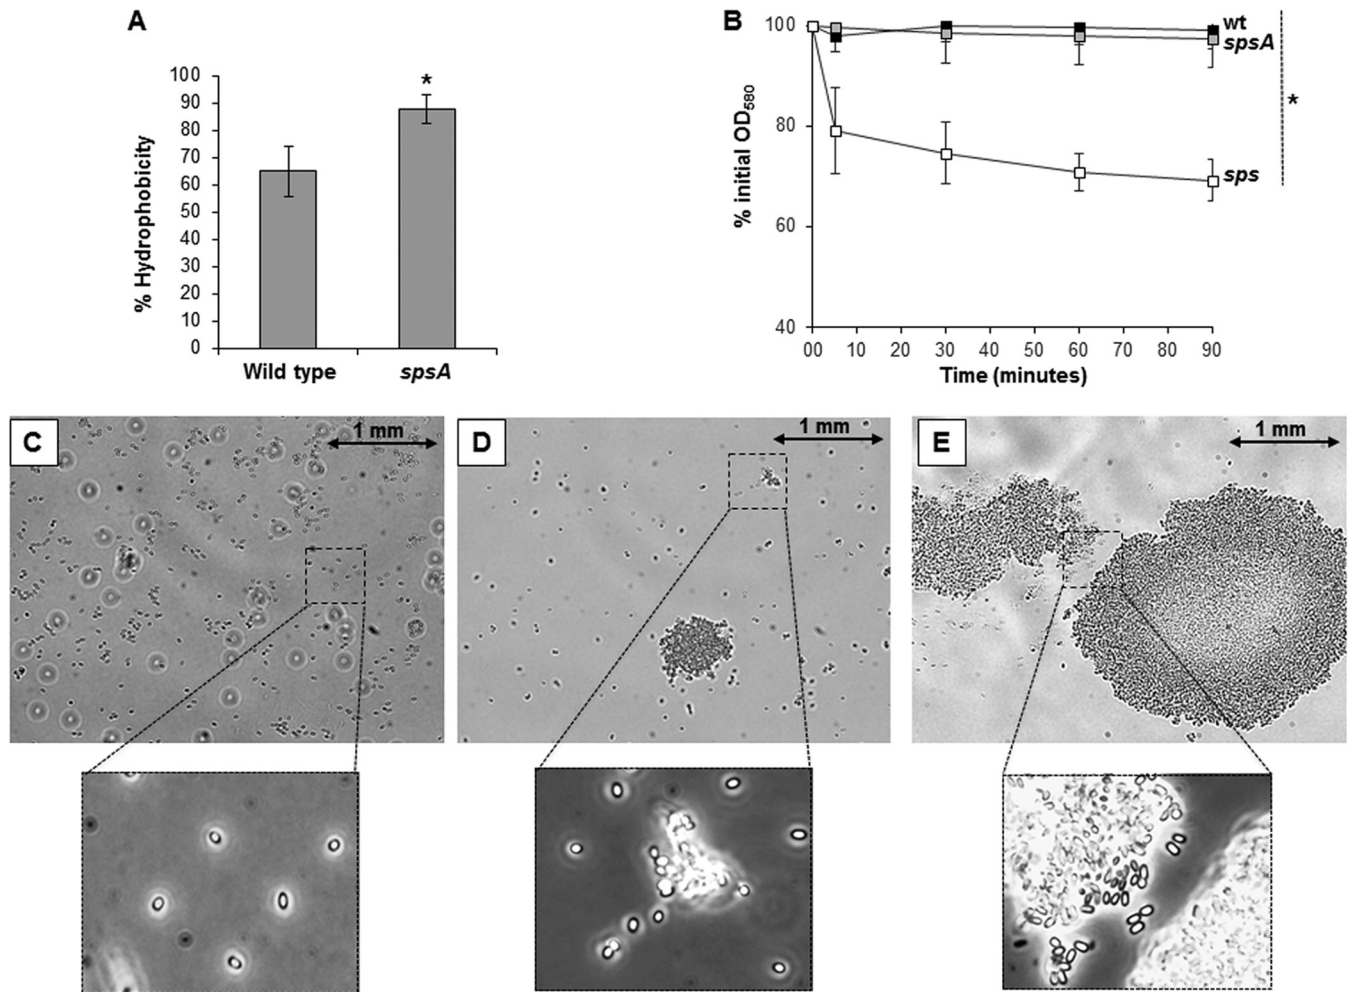 A
% Hydrophobicity
100
90
80
70
60
50
40
30
20
10
0
*
Wild type
spsA
B
% initial OD580
100
80
60
40
wt
spsA
sps
*
00 10 20 30 40 50 60 70 80 90
Time (minutes)
C
1 mm
D
1 mm
E
1 mm